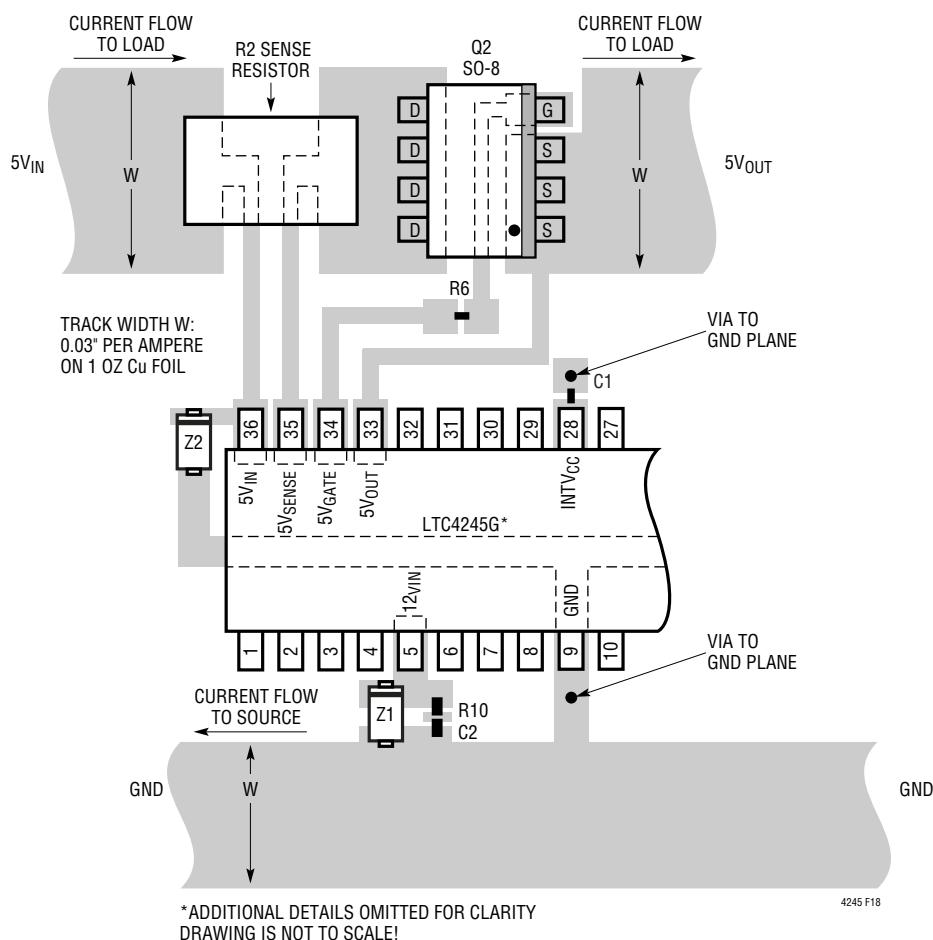 CURRENT FLOW
TO LOAD
R2 SENSE
RESISTOR
Q2
SO-8
CURRENT FLOW
TO LOAD
5VIN
W
D
D
D
D
G
S
S
S
W
5VOUT
R6
TRACK WIDTH W:
0.03" PER AMPERE
ON 1 OZ Cu FOIL
VIA TO
GND PLANE
C1
Z2
36
35
34
33
32
31
30
29
28
27
5VIN
5VSENSE
5VGATE
5VOUT
INTVCC
LTC4245G*
12VIN
GND
1
2
3
4
5
6
7
8
9
10
VIA TO
GND PLANE
CURRENT FLOW
TO SOURCE
Z1
R10
C2
GND
W
GND
*ADDITIONAL DETAILS OMITTED FOR CLARITY
DRAWING IS NOT TO SCALE!
4245 F18